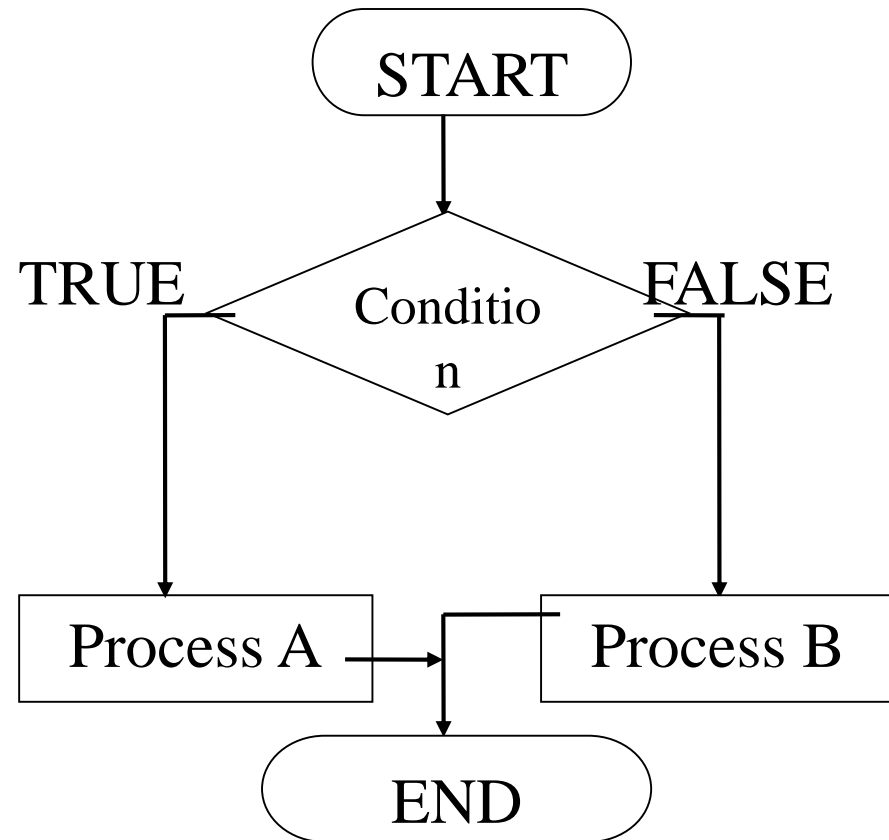 START
TRUE
FALSE
Conditio
n
Process A
Process B
END